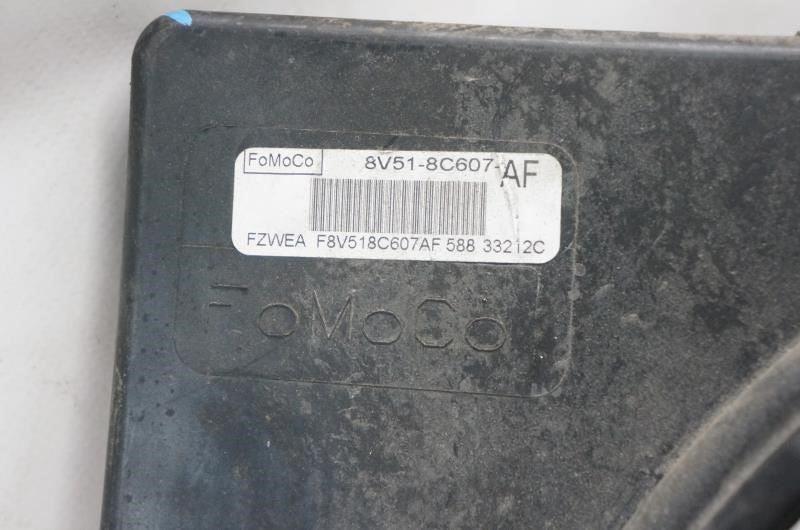 FoMoCo 8V51-8C607-AF
FZWEA F8V518C607AF 588 33212C
FoMoCo